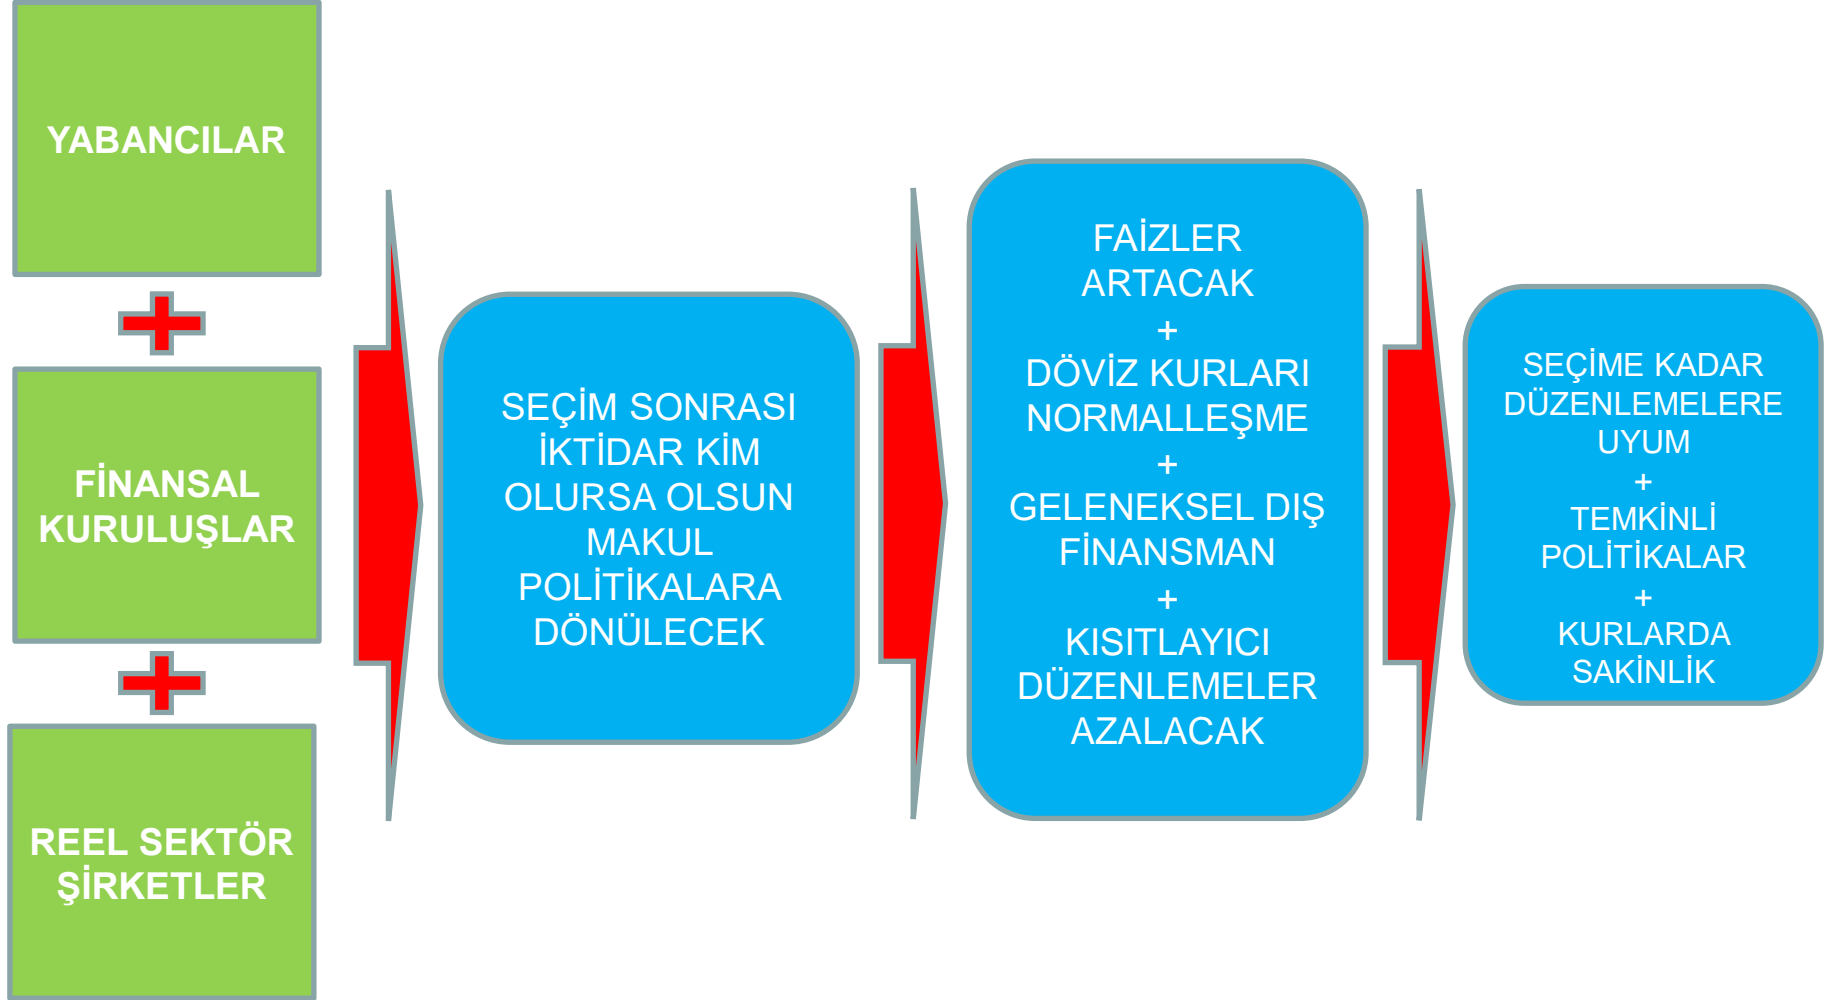 YABANCILAR
FİNANSAL
KURULUŞLAR
REEL SEKTÖR
ŞİRKETLER
SEÇİM SONRASI
İKTİDAR KİM
OLURSA OLSUN
MAKUL
POLİTİKALARA
DÖNÜLECEK
FAİZLER
ARTACAK
+
DÖVİZ KURLARI
NORMALLEŞME
+
GELENEKSEL DIŞ
FİNANSMAN
+
KISITLAYICI
DÜZENLEMELER
AZALACAK
SEÇİME KADAR
DÜZENLEMELERE
UYUM
+
TEMKİNLİ
POLİTİKALAR
+
KURLARDA
SAKİNLİK